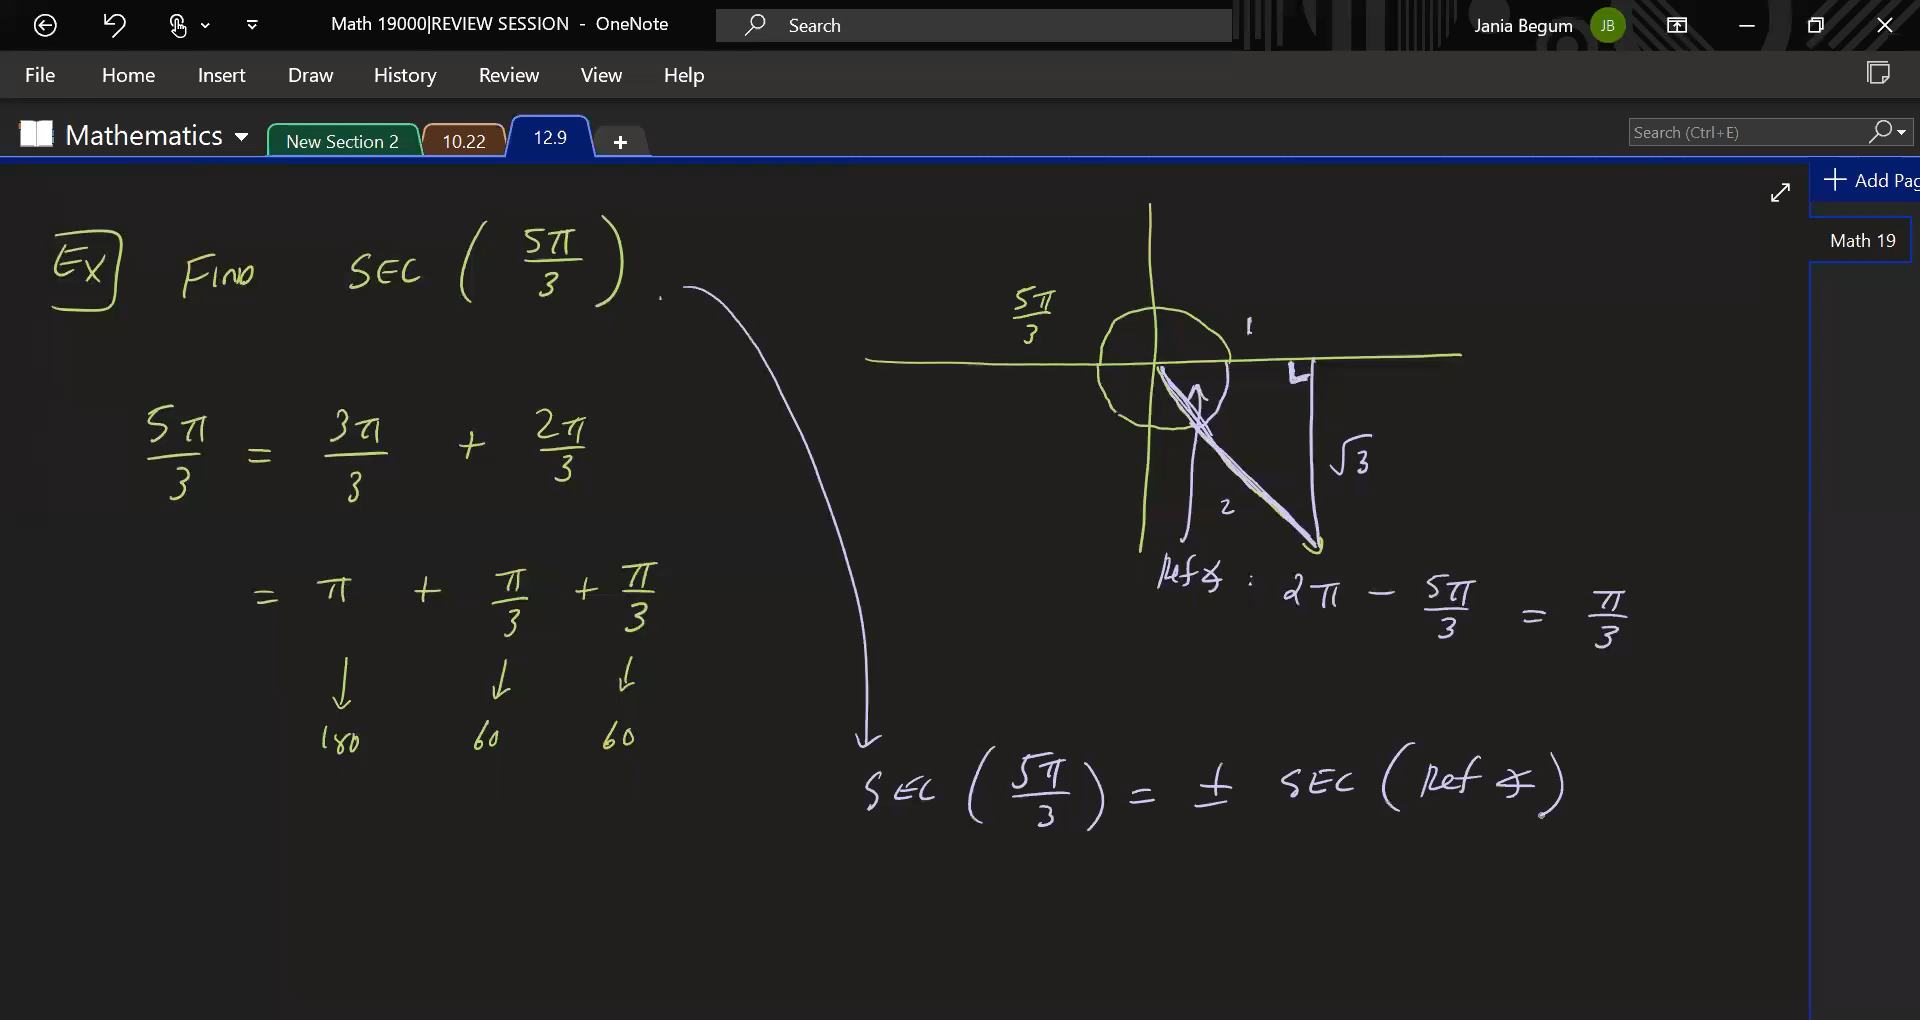 Math 19000|REVIEW SESSION - OneNote
Search
Jania Begum
JB
File Home Insert Draw History Review View Help
Mathematics
New Section 2
10.22
12.9
+
Search (Ctrl+E)
+ Add Pag
Math 19
Ex Find SEC (5π/3).
5π/3 = 3π/3 + 2π/3
= π + π/3 + π/3
180 60 60
5π/3
1
√3
2
Ref ∡ : 2π - 5π/3 = π/3
SEC (5π/3) = ± SEC (Ref ∡)